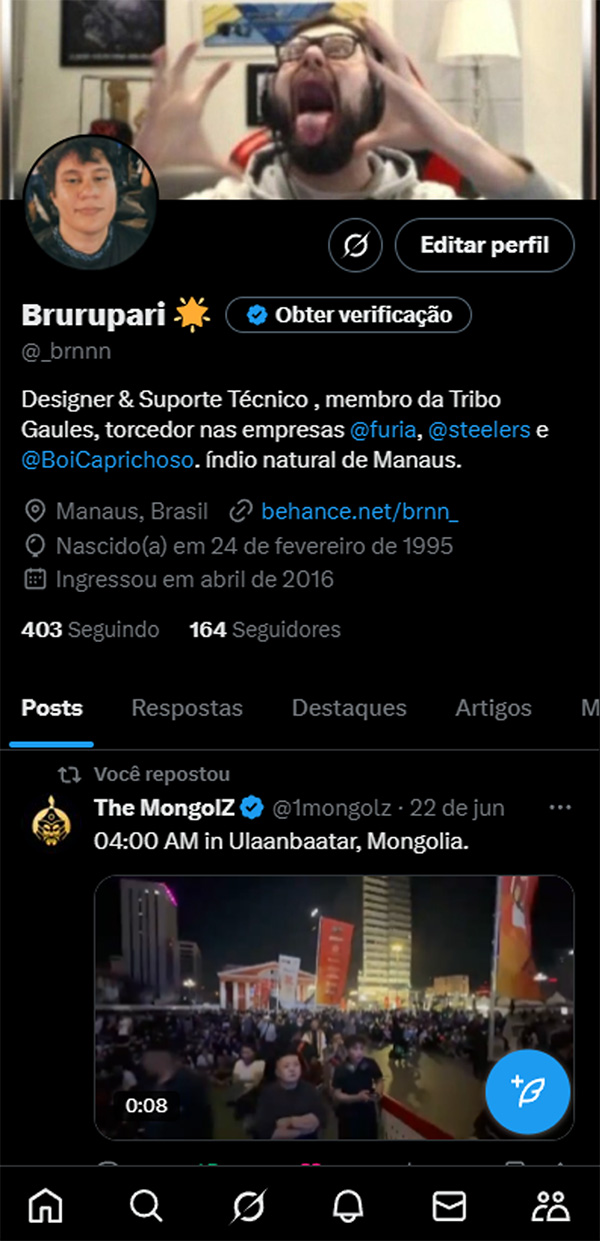 Editar perfil
Brurupari
Obter verificação
@_brnnn
Designer & Suporte Técnico , membro da Tribo
Gaules, torcedor nas empresas @furia, @steelers e
@BoiCaprichoso. índio natural de Manaus.
Manaus, Brasil behance.net/brnn_
Nascido(a) em 24 de fevereiro de 1995
Ingressou em abril de 2016
403 Seguindo 164 Seguidores
Posts Respostas Destaques Artigos M
Você repostou
The MongolZ @1mongolz · 22 de jun
04:00 AM in Ulaanbaatar, Mongolia.
0:08